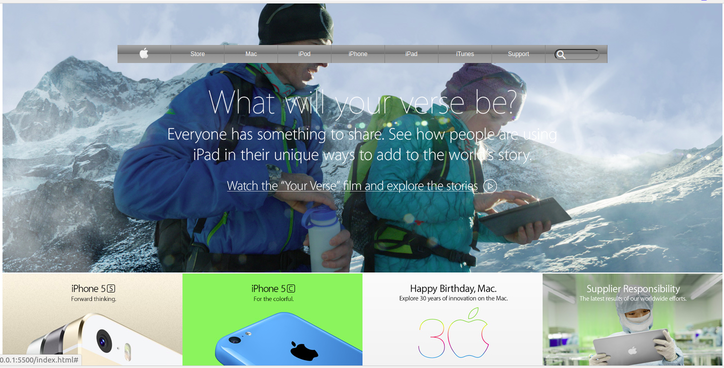 Store Mac iPod iPhone iPad iTunes Support
What will your verse be?
Everyone has something to share. See how people are using
iPad in their unique ways to add to the world's story.
Watch the "Your Verse" film and explore the stories
iPhone 5S
Forward thinking.
iPhone 5C
For the colorful.
Happy Birthday, Mac.
Explore 30 years of innovation on the Mac.
30
Supplier Responsibility
The latest results of our worldwide efforts.
0.0.1:5500/index.html#